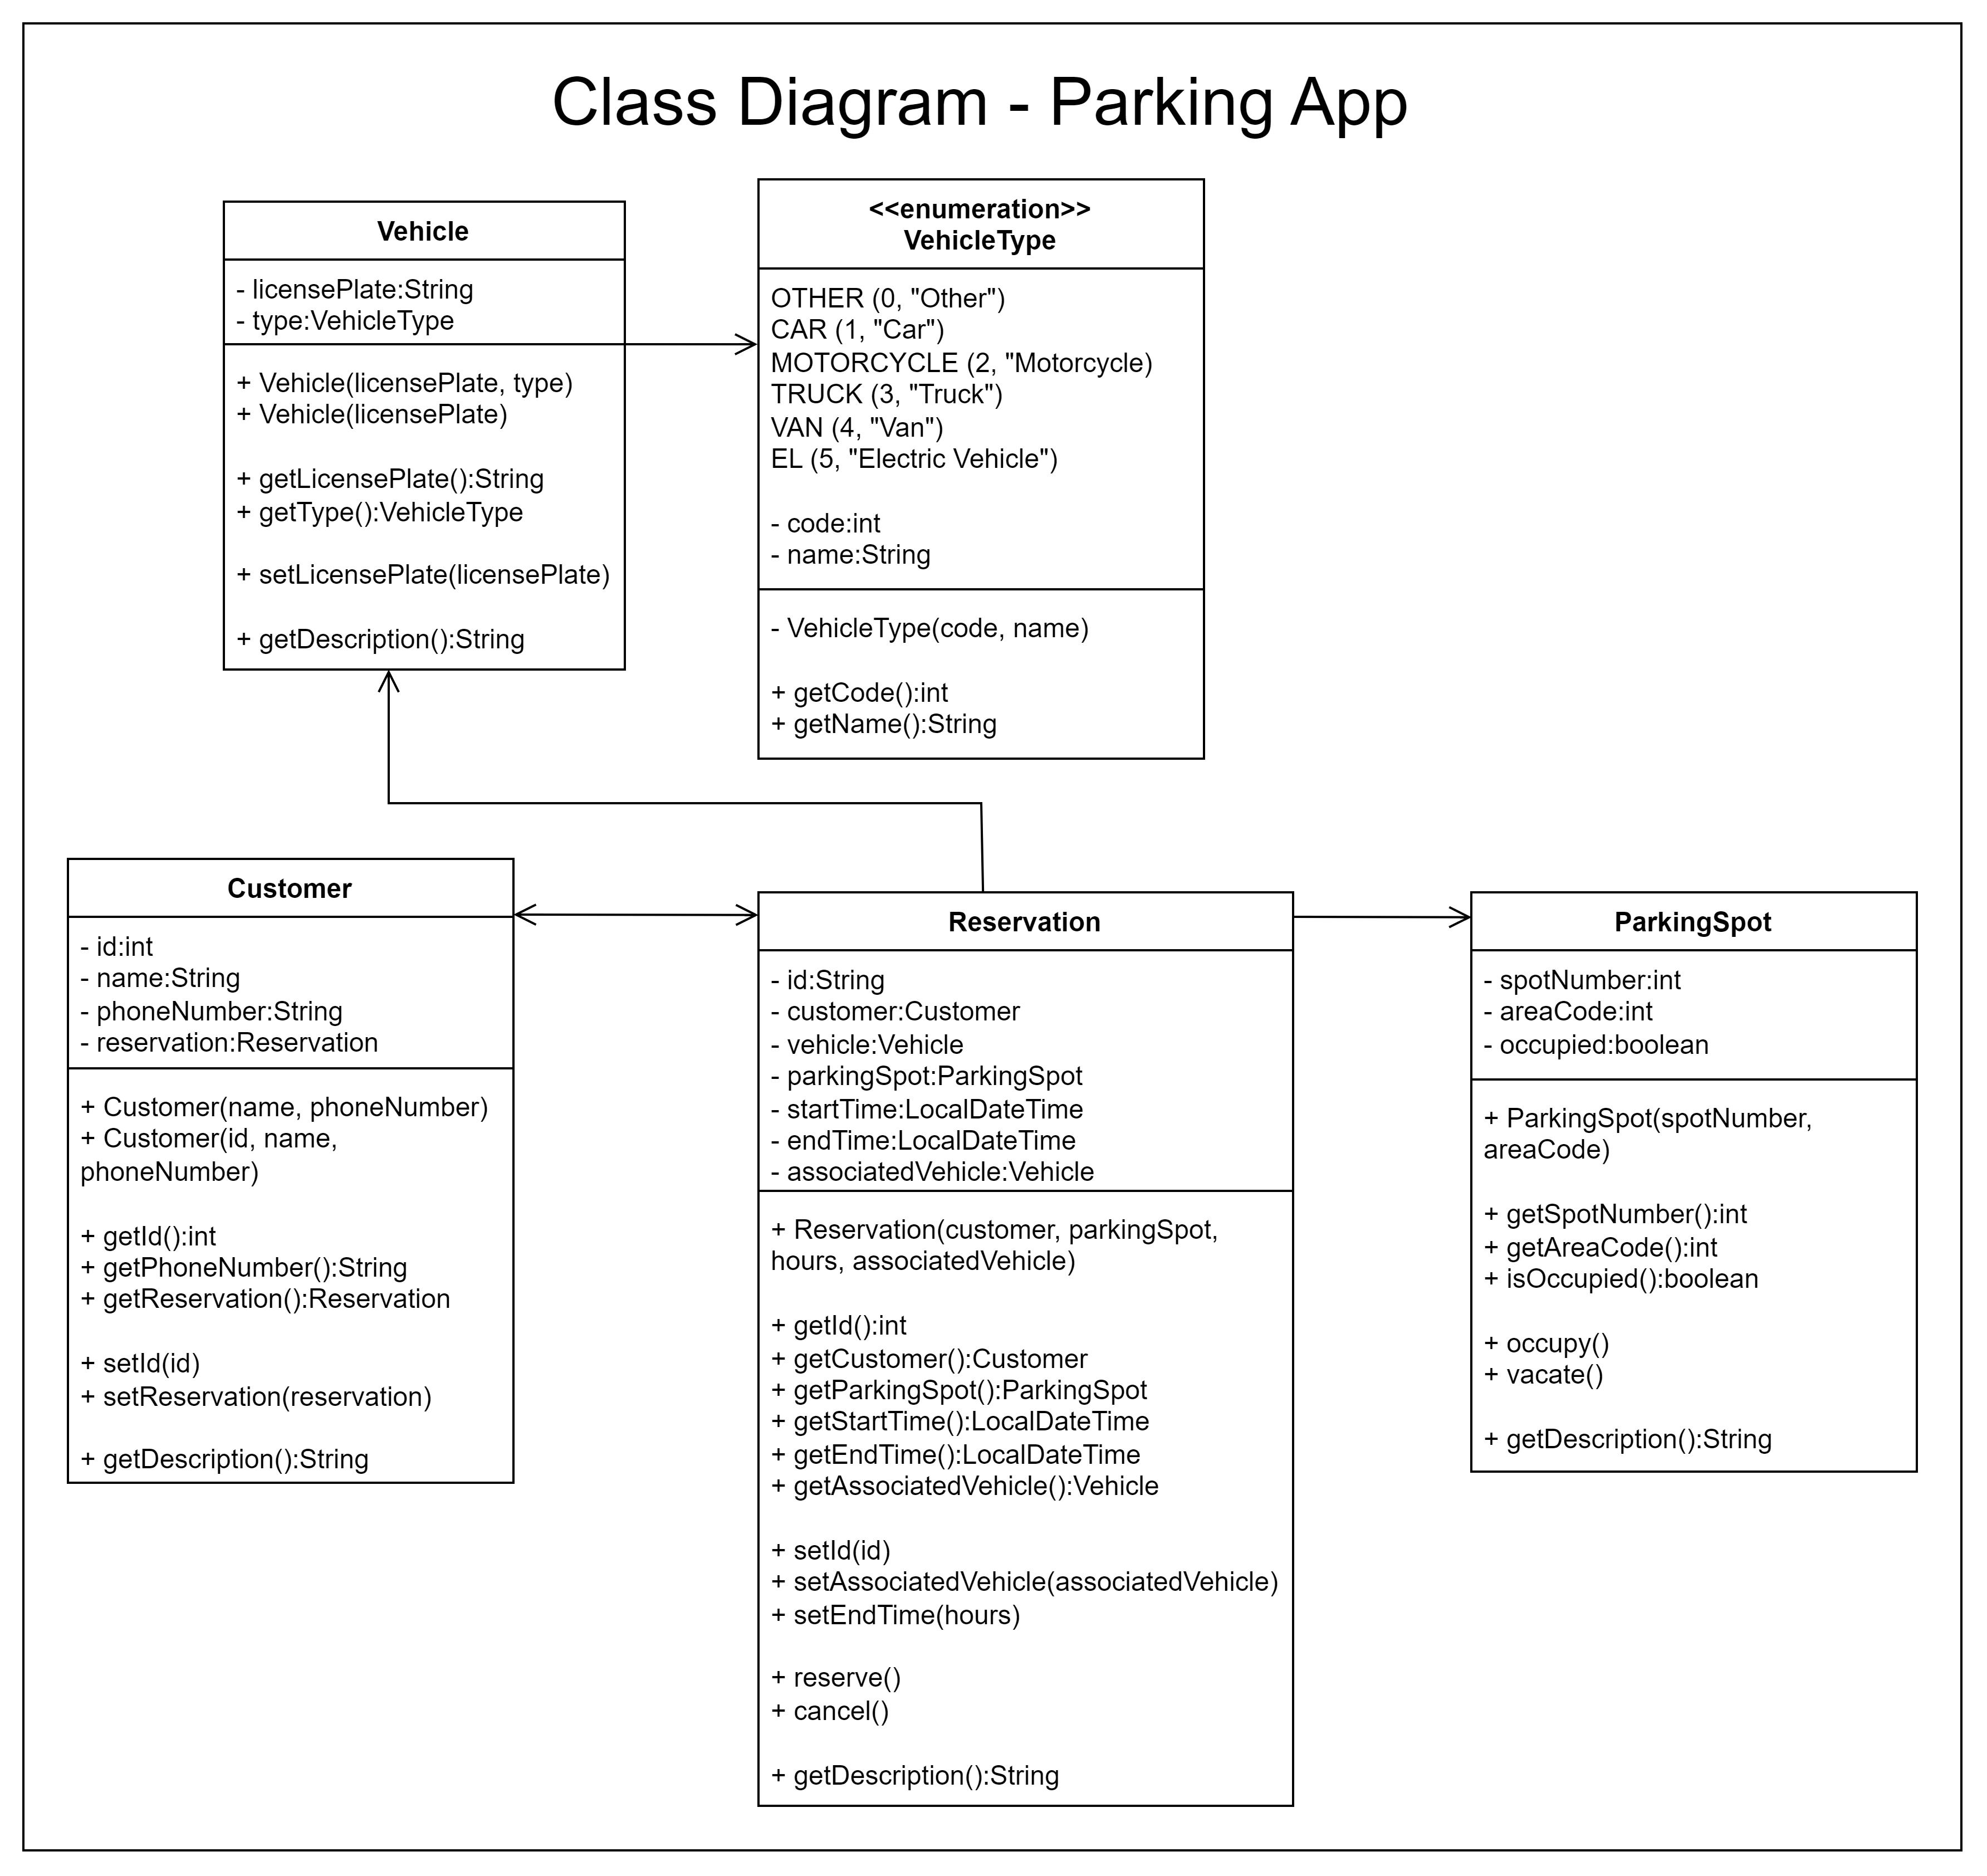 Class Diagram - Parking App
Vehicle
- licensePlate:String
- type:VehicleType
+ Vehicle(licensePlate, type)
+ Vehicle(licensePlate)
+ getLicensePlate():String
+ getType():VehicleType
+ setLicensePlate(licensePlate)
+ getDescription():String
<<enumeration>>
VehicleType
OTHER (0, "Other")
CAR (1, "Car")
MOTORCYCLE (2, "Motorcycle)
TRUCK (3, "Truck")
VAN (4, "Van")
EL (5, "Electric Vehicle")
- code:int
- name:String
- VehicleType(code, name)
+ getCode():int
+ getName():String
Customer
- id:int
- name:String
- phoneNumber:String
- reservation:Reservation
+ Customer(name, phoneNumber)
+ Customer(id, name,
phoneNumber)
+ getId():int
+ getPhoneNumber():String
+ getReservation():Reservation
+ setId(id)
+ setReservation(reservation)
+ getDescription():String
Reservation
- id:String
- customer:Customer
- vehicle:Vehicle
- parkingSpot:ParkingSpot
- startTime:LocalDateTime
- endTime:LocalDateTime
- associatedVehicle:Vehicle
+ Reservation(customer, parkingSpot,
hours, associatedVehicle)
+ getId():int
+ getCustomer():Customer
+ getParkingSpot():ParkingSpot
+ getStartTime():LocalDateTime
+ getEndTime():LocalDateTime
+ getAssociatedVehicle():Vehicle
+ setId(id)
+ setAssociatedVehicle(associatedVehicle)
+ setEndTime(hours)
+ reserve()
+ cancel()
+ getDescription():String
ParkingSpot
- spotNumber:int
- areaCode:int
- occupied:boolean
+ ParkingSpot(spotNumber,
areaCode)
+ getSpotNumber():int
+ getAreaCode():int
+ isOccupied():boolean
+ occupy()
+ vacate()
+ getDescription():String